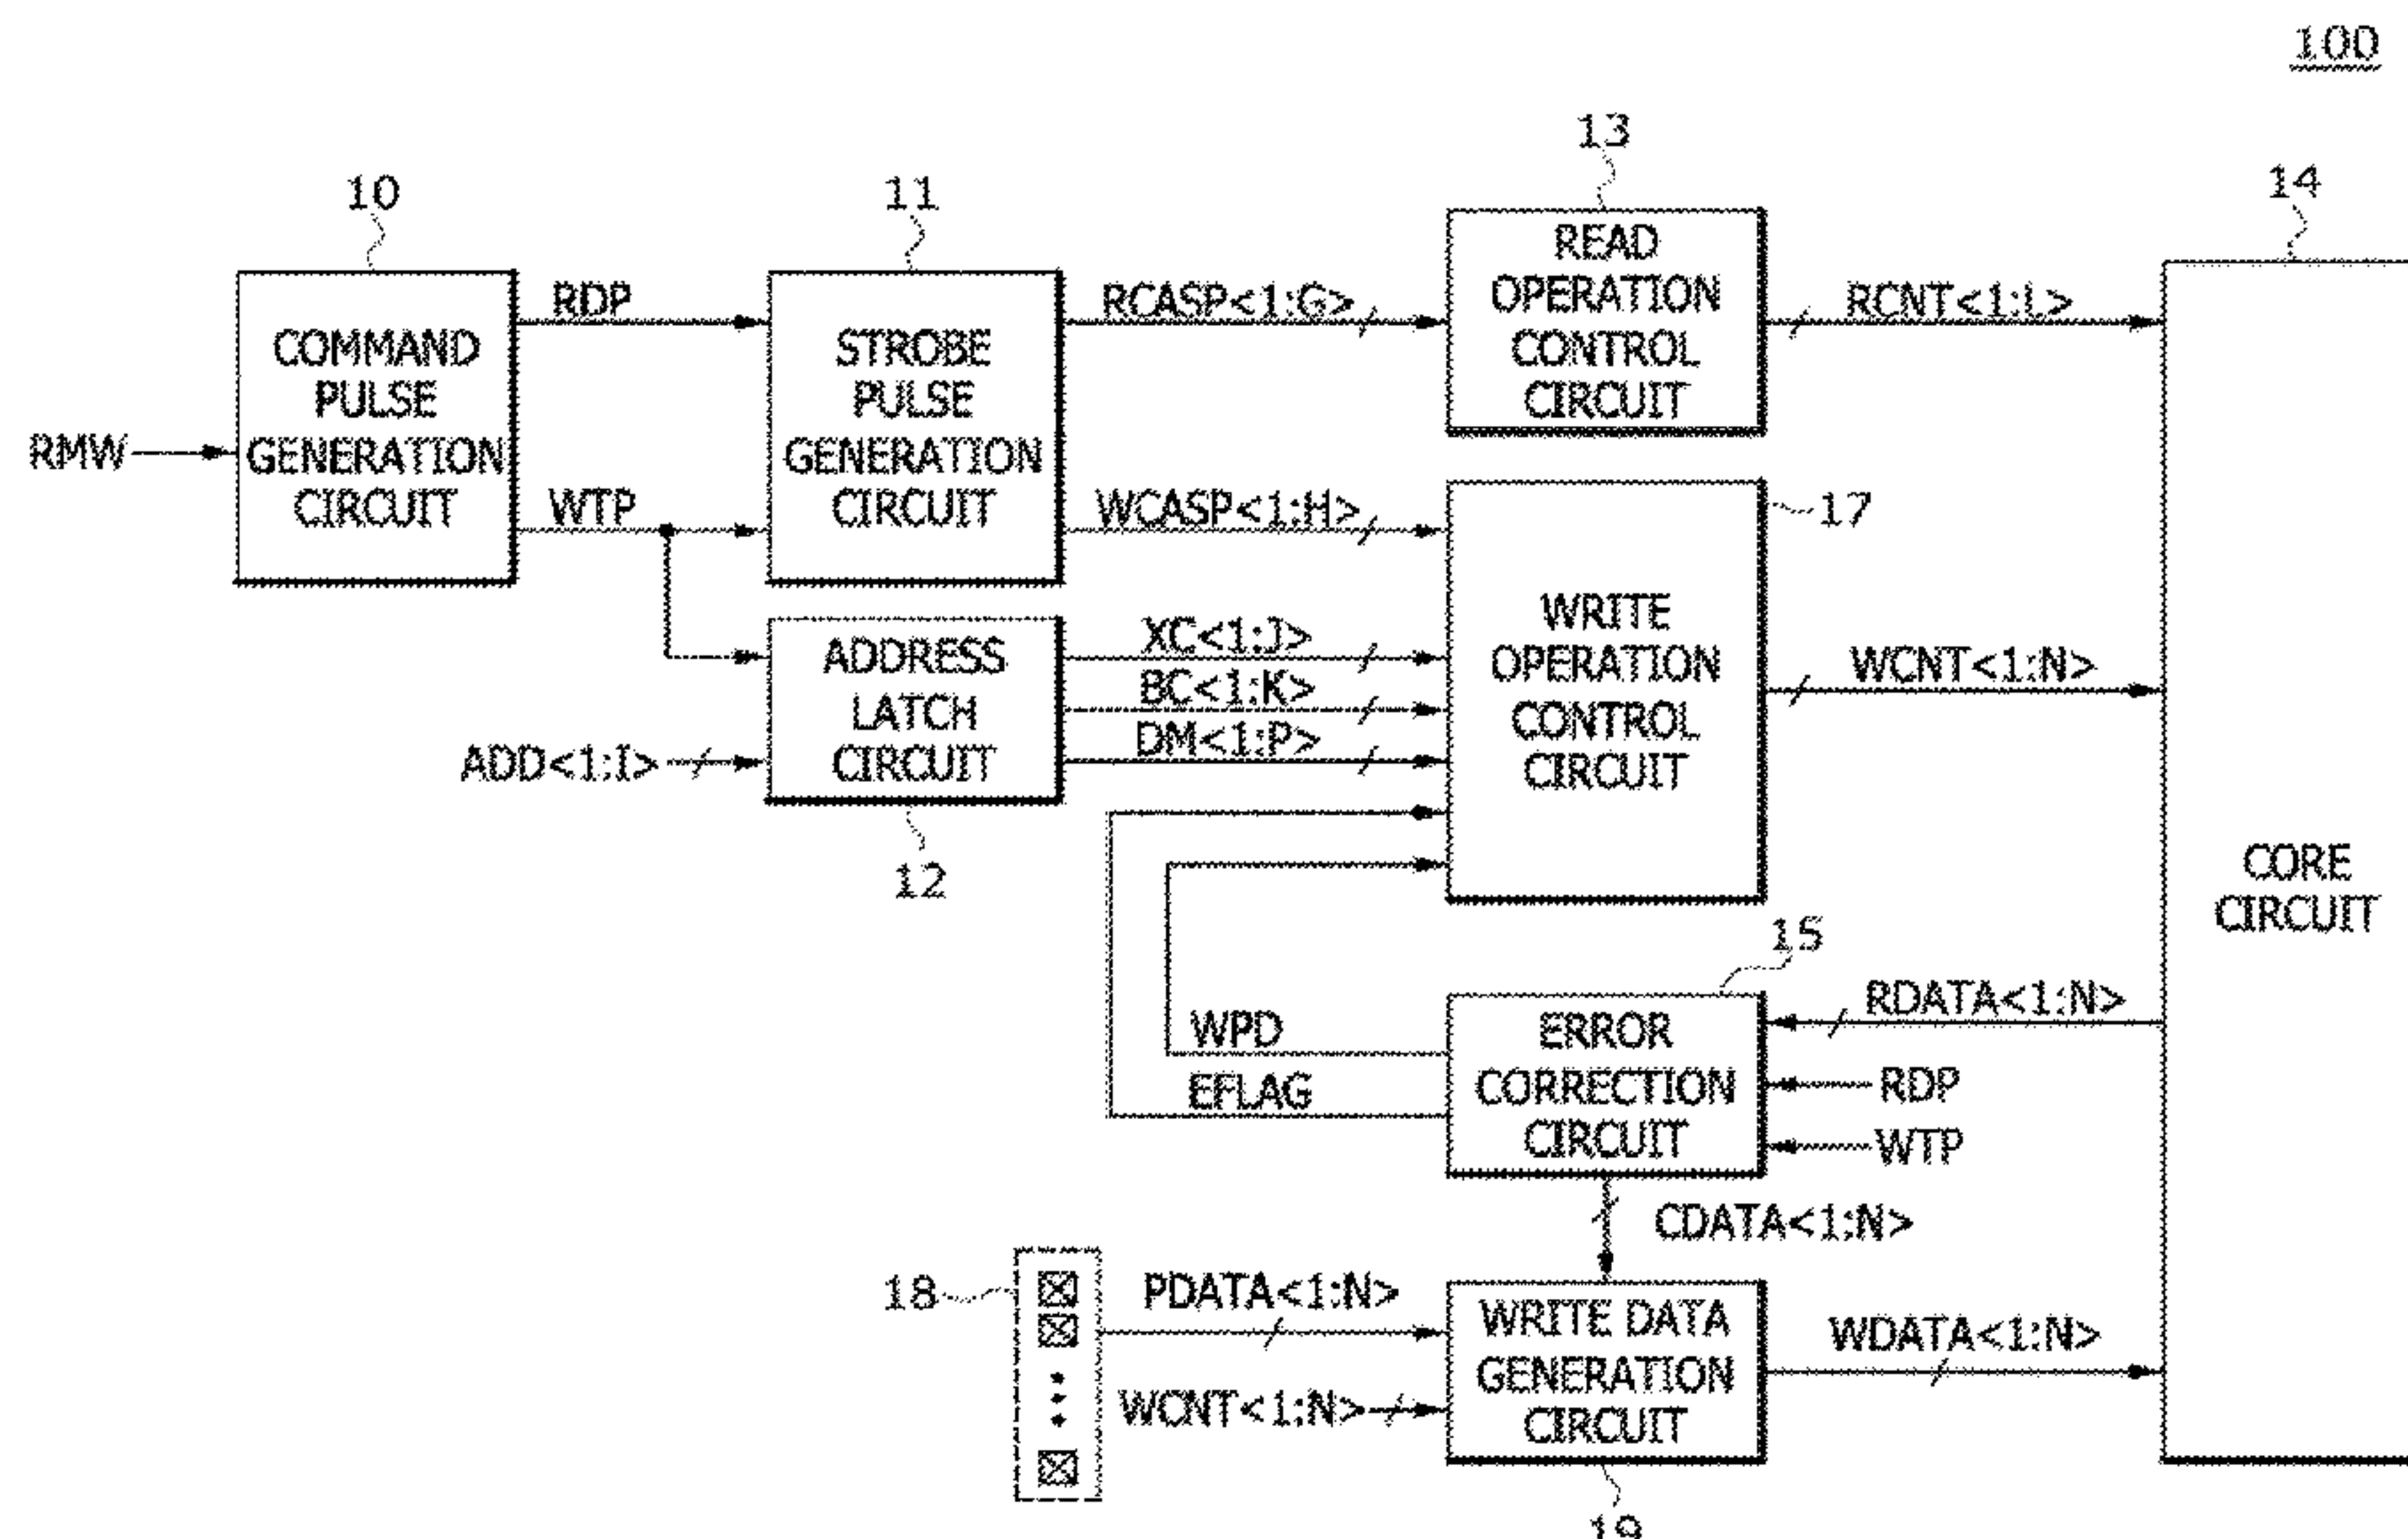 100
13
10
11
14
READ
OPERATION
CONTROL
CIRCUIT
RDP
RCASP<1:G>
RCNT<1:L>
COMMAND
PULSE
GENERATION
CIRCUIT
STROBE
PULSE
GENERATION
CIRCUIT
RMW
WTP
WCASP<1:H>
17
WRITE
OPERATION
CONTROL
CIRCUIT
ADDRESS
LATCH
CIRCUIT
XC<1:J>
BC<1:K>
DM<1:P>
WCNT<1:N>
ADD<1:I>
12
CORE
CIRCUIT
15
ERROR
CORRECTION
CIRCUIT
RDATA<1:N>
WPD
EFLAG
RDP
WTP
CDATA<1:N>
18
PDATA<1:N>
WRITE DATA
GENERATION
CIRCUIT
WDATA<1:N>
WCNT<1:N>
19